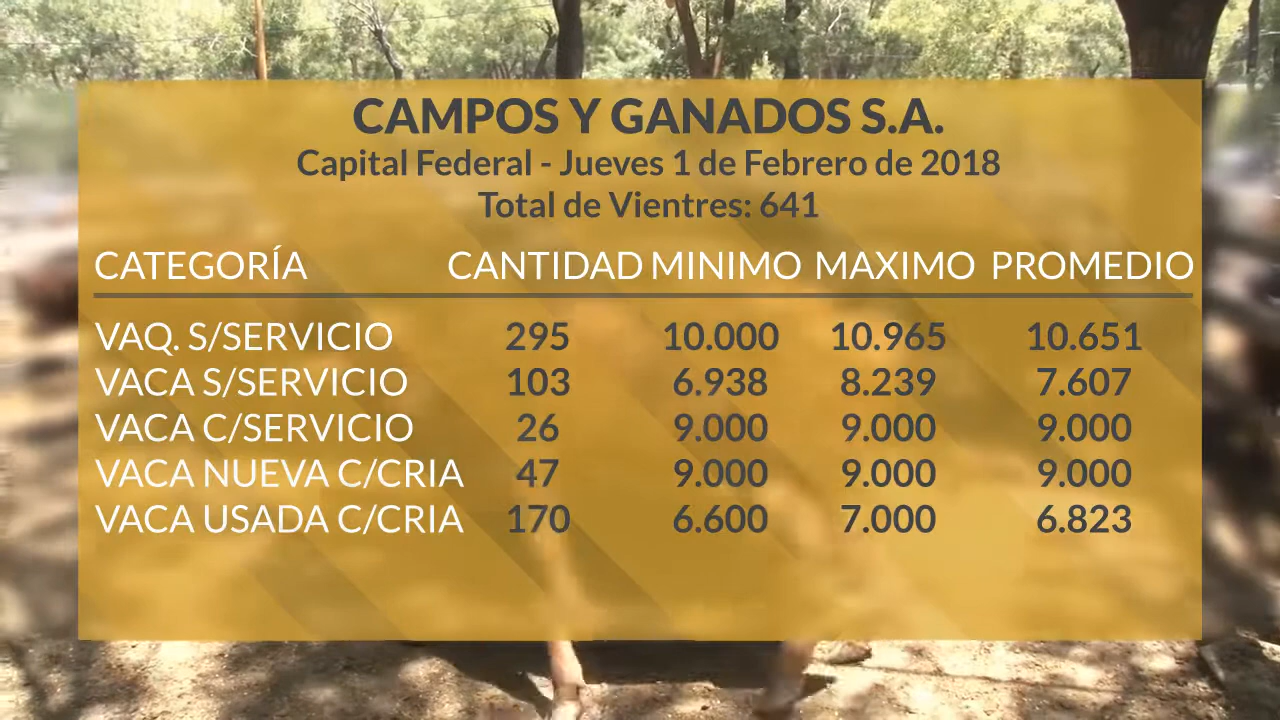 CAMPOS Y GANADOS S.A.
Capital Federal - Jueves 1 de Febrero de 2018
Total de Vientres: 641
CATEGORÍA CANTIDAD MINIMO MAXIMO PROMEDIO
VAQ. S/SERVICIO 295 10.000 10.965 10.651
VACA S/SERVICIO 103 6.938 8.239 7.607
VACA C/SERVICIO 26 9.000 9.000 9.000
VACA NUEVA C/CRIA 47 9.000 9.000 9.000
VACA USADA C/CRIA 170 6.600 7.000 6.823